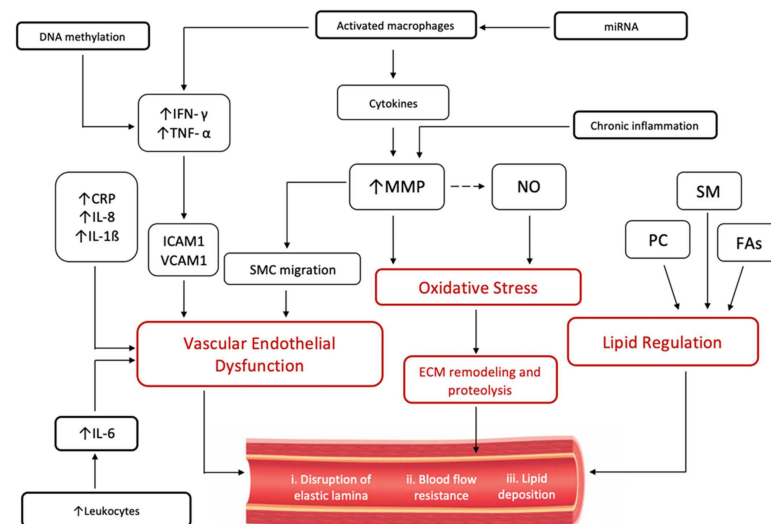 Activated macrophages
miRNA
DNA methylation
↑IFN- γ
↑TNF- α
Cytokines
Chronic inflammation
↑CRP
↑IL-8
↑IL-1ß
↑MMP
NO
SM
ICAM1
VCAM1
SMC migration
PC
FAs
Oxidative Stress
Vascular Endothelial
Dysfunction
Lipid Regulation
ECM remodeling and
proteolysis
↑IL-6
i. Disruption of
elastic lamina
ii. Blood flow
resistance
iii. Lipid
deposition
↑Leukocytes